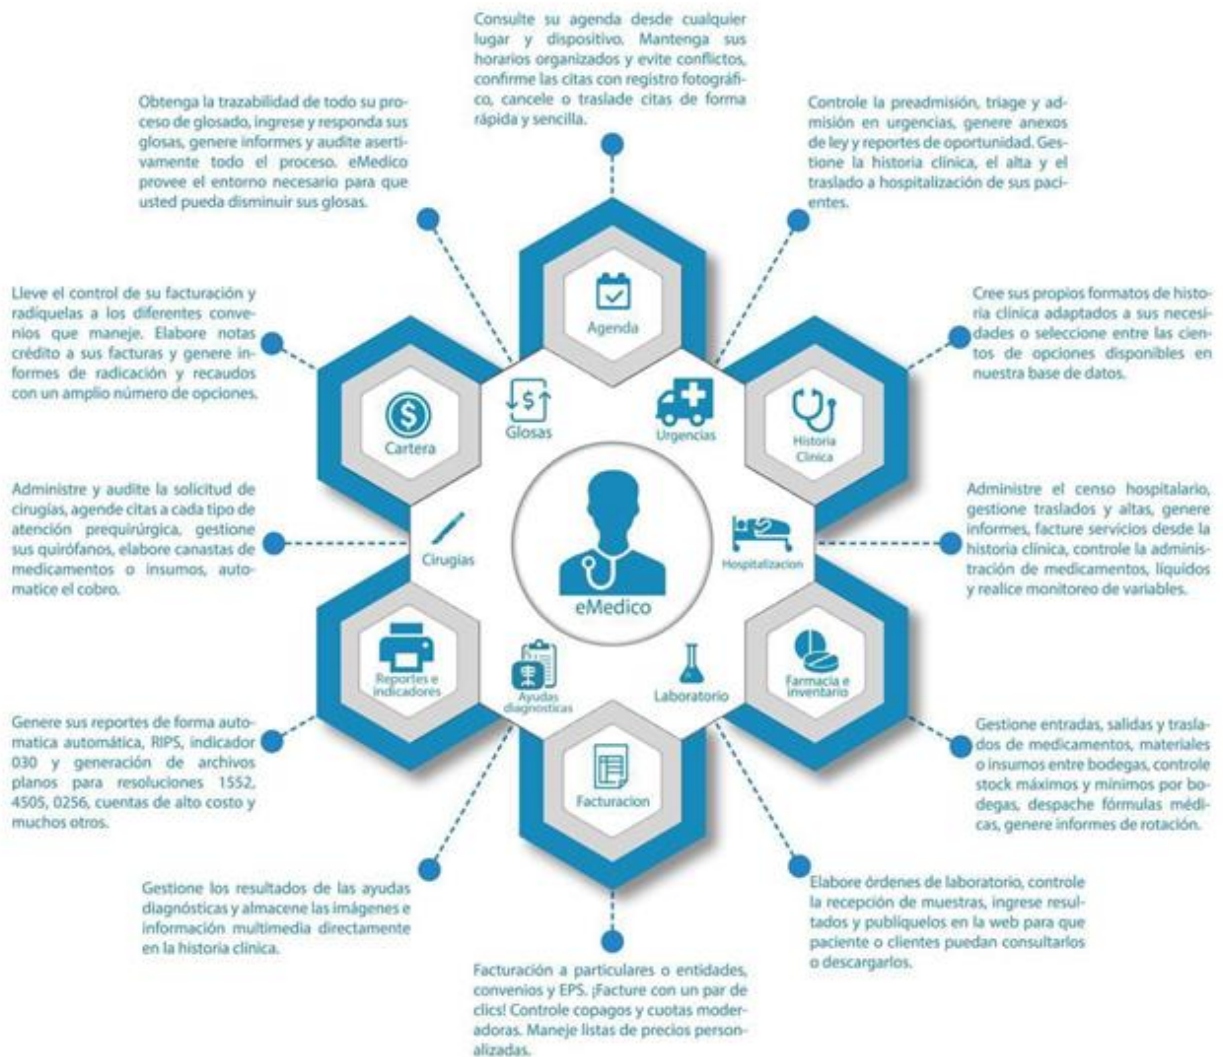 Consulte su agenda desde cualquier
lugar y dispositivo. Mantenga sus
horarios organizados y evite conflictos,
confirme las citas con registro fotográfi-
co, cancele o traslade citas de forma
rápida y sencilla.
Obtenga la trazabilidad de todo su pro-
ceso de glosado, ingrese y responda sus
glosas, genere informes y audite aserti-
vamente todo el proceso. eMedico
provee el entorno necesario para que
usted pueda disminuir sus glosas.
Controle la preadmisión, triage y ad-
misión en urgencias, genere anexos
de ley y reportes de oportunidad. Ges-
tione la historia clínica, el alta y el
traslado a hospitalización de sus paci-
entes.
Lleve el control de su facturación y
radíquelas a los diferentes conve-
nios que maneje. Elabore notas
crédito a sus facturas y genere in-
formes de radicación y recaudos
con un amplio número de opciones.
Cree sus propios formatos de histo-
ria clínica adaptados a sus necesi-
dades o seleccione entre las cien-
tos de opciones disponibles en
nuestra base de datos.
Agenda
Cartera
Glosas
Urgencias
Historia
Clinica
Administre y audite la solicitud de
cirugías, agende citas a cada tipo de
atención prequirúrgica, gestione
sus quirófanos, elabore canastas de
medicamentos o insumos, auto-
matice el cobro.
Cirugías
eMedico
Hospitalizacion
Administre el censo hospitalario,
gestione traslados y altas, genere
informes, facture servicios desde la
historia clínica, controle la adminis-
tración de medicamentos, líquidos
y realice monitoreo de variables.
Reportes e
indicadores
Ayudas
diagnosticas
Laboratorio
Farmacia e
inventario
Facturacion
Genere sus reportes de forma auto-
matica automática, RIPS, indicador
030 y generación de archivos
planos para resoluciones 1552,
4505, 0256, cuentas de alto costo y
muchos otros.
Gestione entradas, salidas y trasla-
dos de medicamentos, materiales
o insumos entre bodegas, controle
stock máximos y mínimos por bo-
degas, despache fórmulas médi-
cas, genere informes de rotación.
Gestione los resultados de las ayudas
diagnósticas y almacene las imágenes e
información multimedia directamente
en la historia clínica.
Elabore órdenes de laboratorio, controle
la recepción de muestras, ingrese resul-
tados y publíquelos en la web para que
paciente o clientes puedan consultarlos
o descargarlos.
Facturación a particulares o entidades,
convenios y EPS. ¡Facture con un par de
clics! Controle copagos y cuotas moder-
adoras. Maneje listas de precios person-
alizadas.